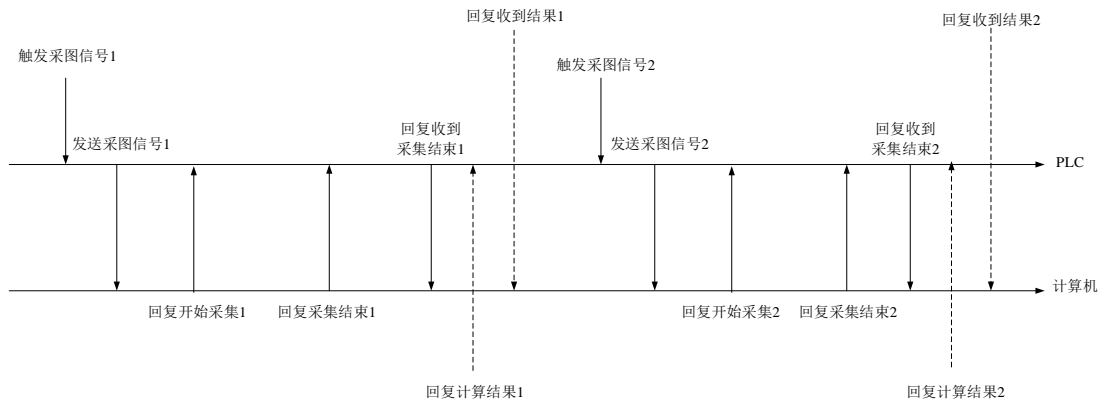 回复收到结果1
回复收到结果2
触发采图信号1
触发采图信号2
发送采图信号1
回复收到
采集结束1
发送采图信号2
回复收到
采集结束2
PLC
计算机
回复开始采集1
回复采集结束1
回复开始采集2
回复采集结束2
回复计算结果1
回复计算结果2